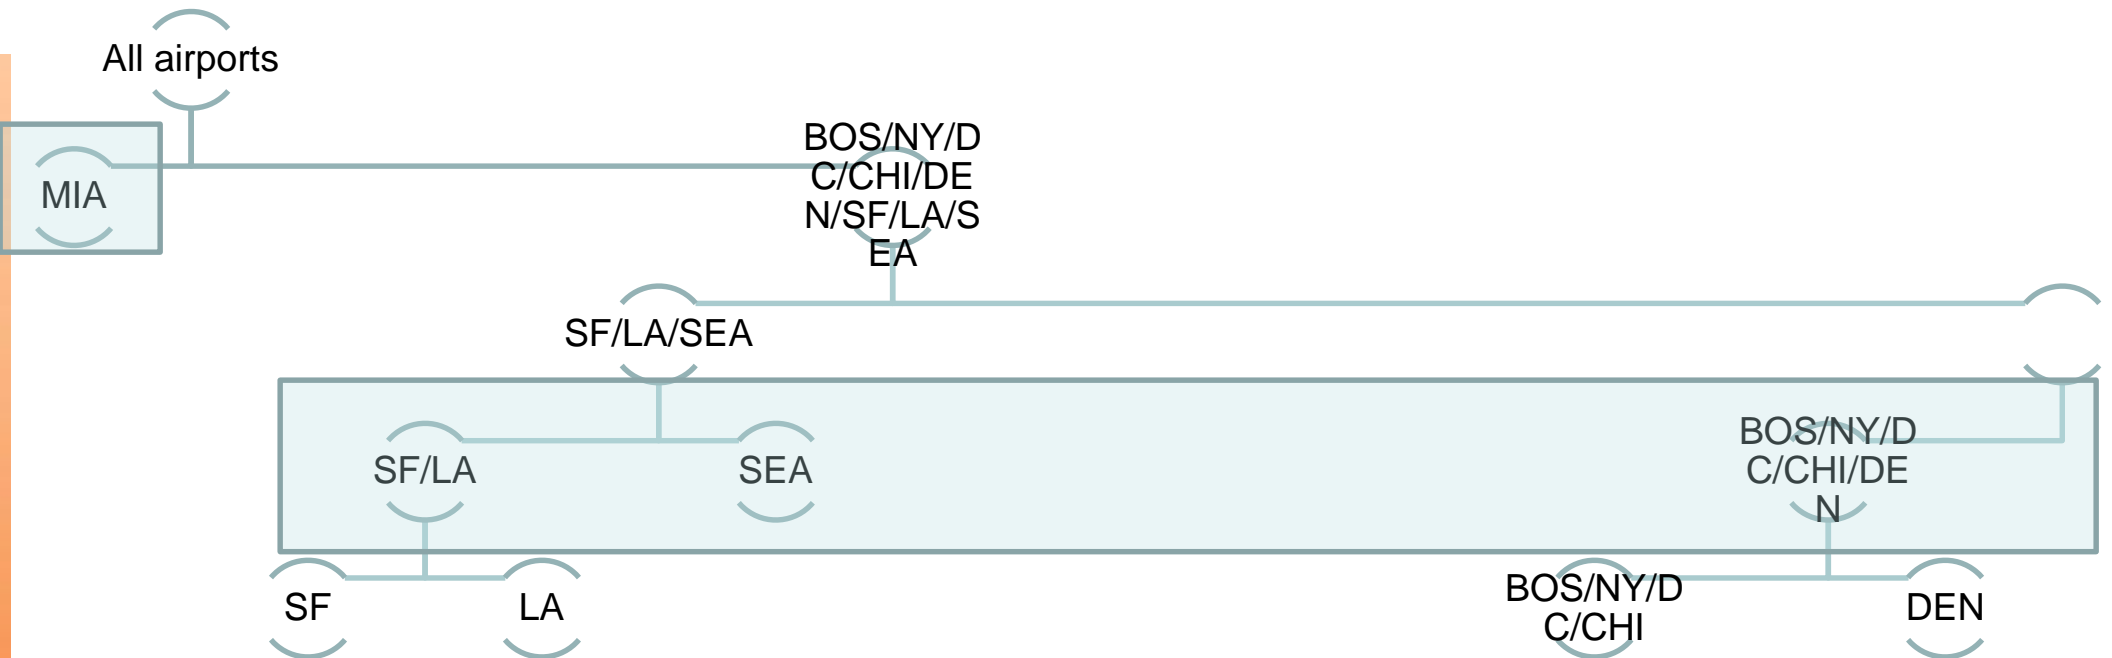 All airports
MIA
BOS/NY/D
C/CHI/DE
N/SF/LA/S
EA
SF/LA/SEA
SF/LA
SEA
BOS/NY/D
C/CHI/DE
N
SF
LA
BOS/NY/D
C/CHI
DEN